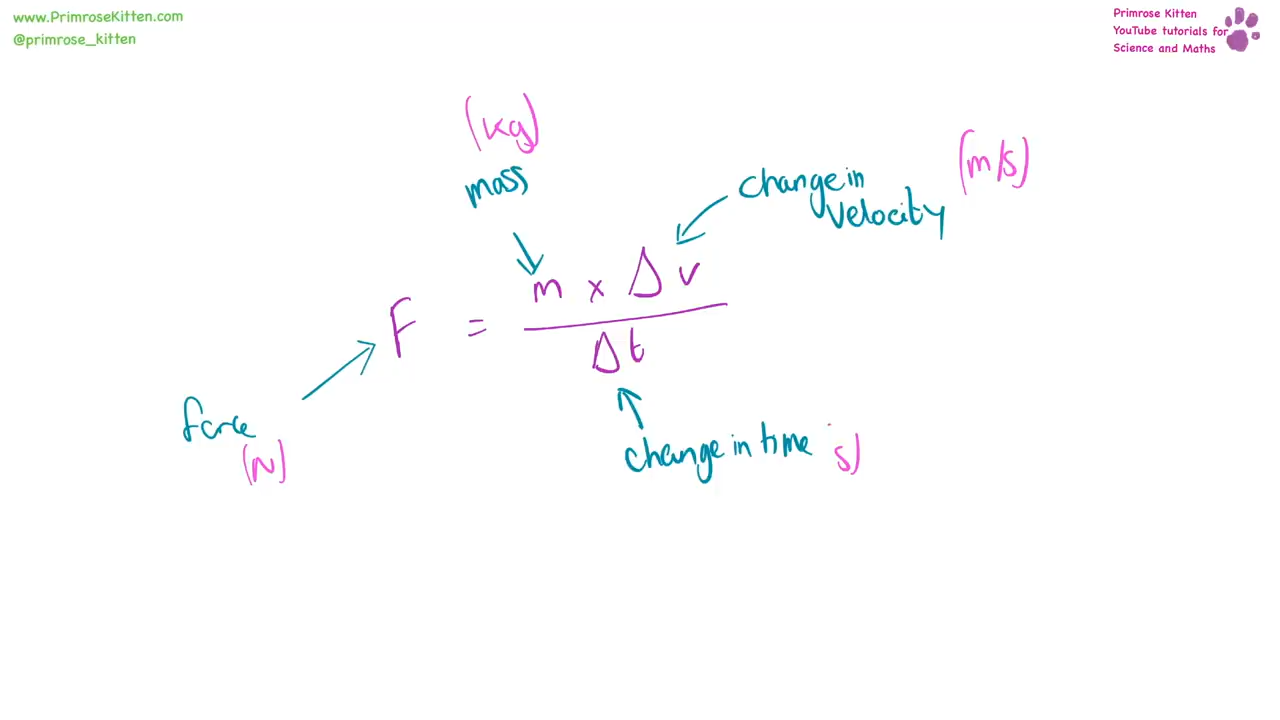 www.PrimroseKitten.com
@primrose_kitten
Primrose Kitten
YouTube tutorials for
Science and Maths
(kg)
mass
change in
velocity
(m/s)
F = m × Δv
Δt
force
(N)
change in time s)